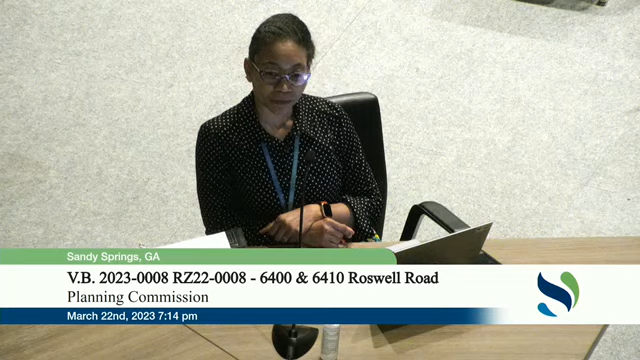 Sandy Springs, GA
V.B. 2023-0008 RZ22-0008 - 6400 & 6410 Roswell Road
Planning Commission
March 22nd, 2023 7:14 pm